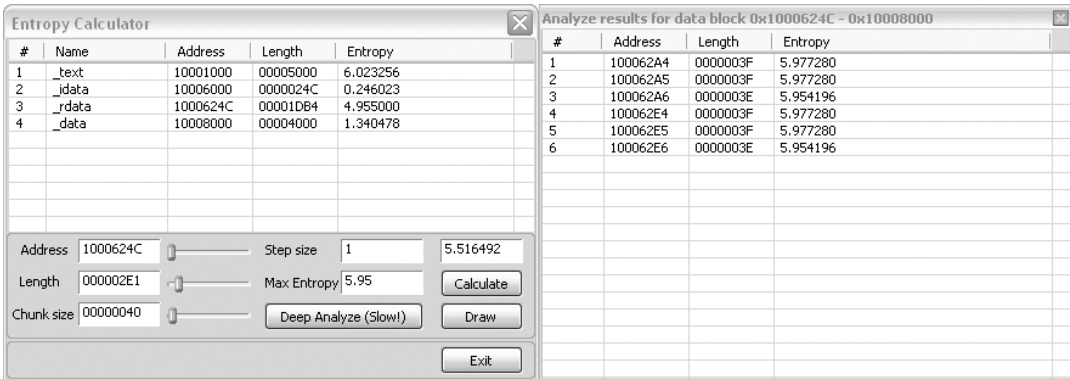 Entropy Calculator
# Name Address Length Entropy
1 _text 10001000 00005000 6.023256
2 _idata 10006000 0000024C 0.246023
3 _rdata 1000624C 00001DB4 4.955000
4 _data 10008000 00004000 1.340478
Address 1000624C Step size 1 5.516492
Length 000002E1 Max Entropy 5.95 Calculate
Chunk size 00000040 Deep Analyze (Slow!) Draw
Exit
Analyze results for data block 0x1000624C - 0x10008000
# Address Length Entropy
1 100062A4 0000003F 5.977280
2 100062A5 0000003F 5.977280
3 100062A6 0000003E 5.954196
4 100062E4 0000003F 5.977280
5 100062E5 0000003F 5.977280
6 100062E6 0000003E 5.954196